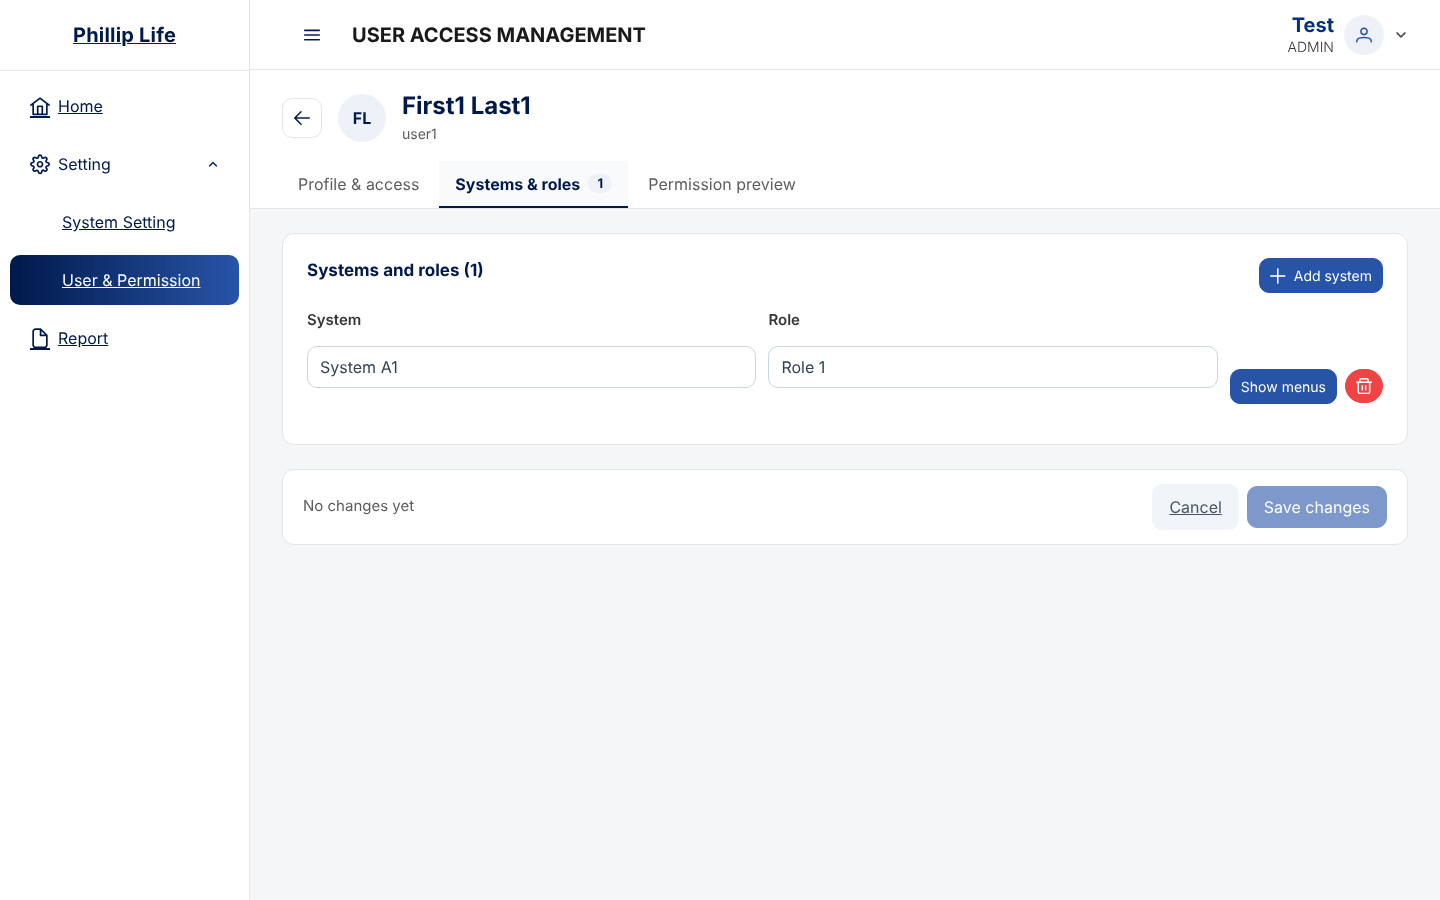 Phillip Life
USER ACCESS MANAGEMENT
Test
ADMIN
Home
Setting
System Setting
User & Permission
Report
FL
First1 Last1
user1
Profile & access
Systems & roles 1
Permission preview
Systems and roles (1)
Add system
System
Role
System A1
Role 1
Show menus
No changes yet
Cancel
Save changes